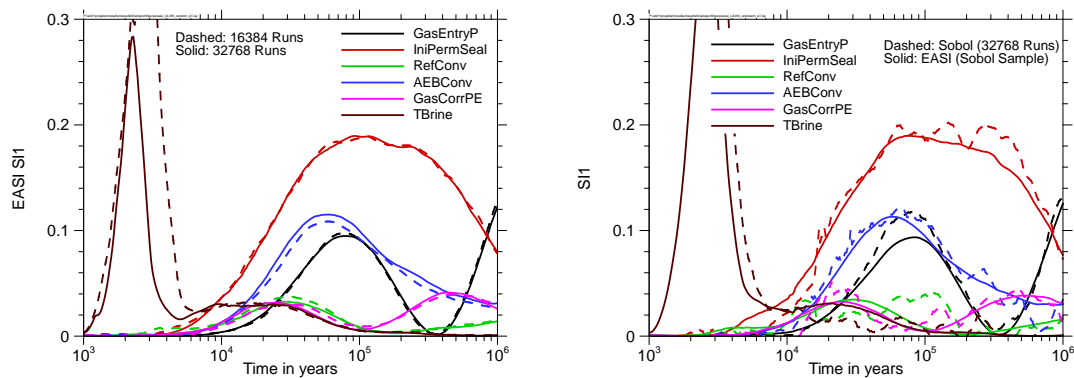 0.3
Dashed: 16384 Runs
Solid: 32768 Runs
GasEntryP
IniPermSeal
RefConv
AEBConv
GasCorrPE
TBrine
0.2
EASI SI1
0.1
0
10³ 10⁴ 10⁵ 10⁶
Time in years
0.3
GasEntryP
IniPermSeal
RefConv
AEBConv
GasCorrPE
TBrine
Dashed: Sobol (32768 Runs)
Solid: EASI (Sobol Sample)
0.2
SI1
0.1
0
10³ 10⁴ 10⁵ 10⁶
Time in years